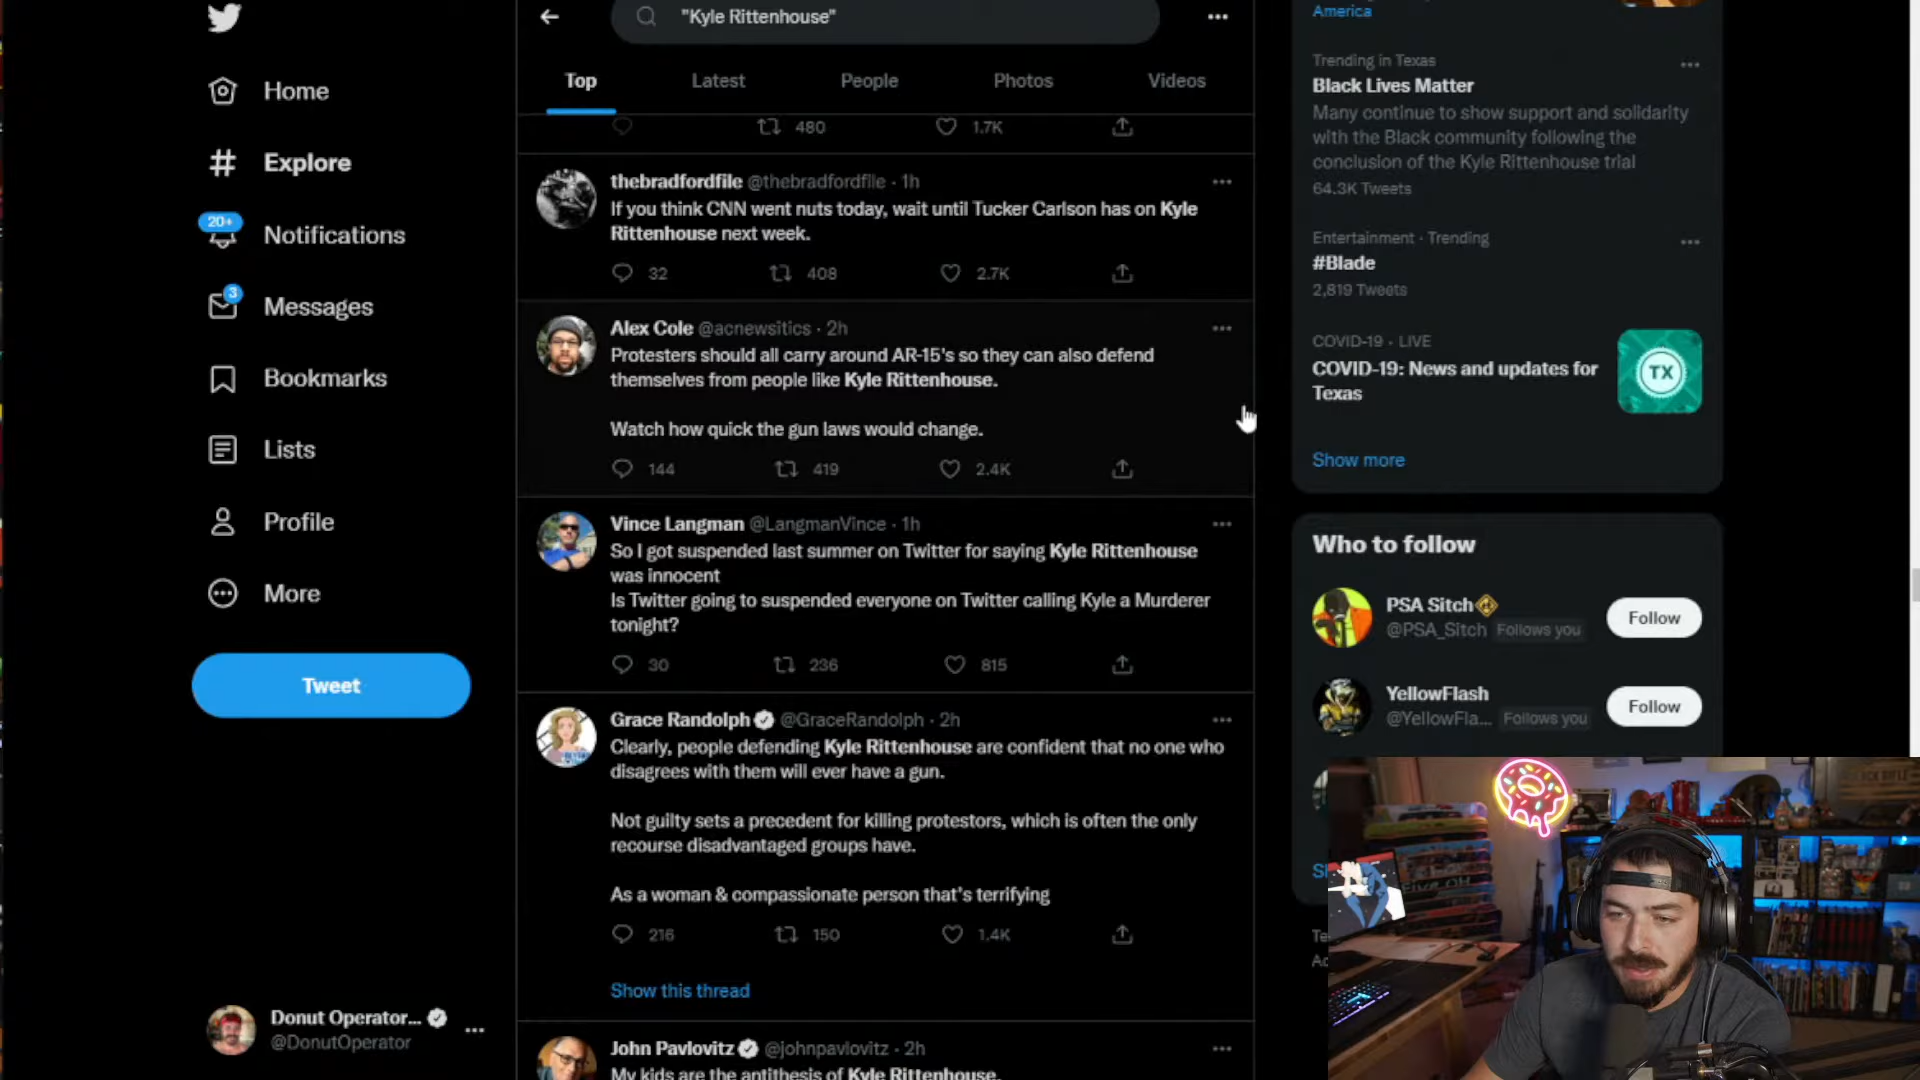 "Kyle Rittenhouse"
Home
Explore
20+
Notifications
3
Messages
Bookmarks
Lists
Profile
More
Tweet
Donut Operator...
@DonutOperator
Top
Latest
People
Photos
Videos
480
1.7K
thebradfordfile @thebradfordfile · 1h
If you think CNN went nuts today, wait until Tucker Carlson has on Kyle
Rittenhouse next week.
32
408
2.7K
Alex Cole @acnewsitics · 2h
Protesters should all carry around AR-15's so they can also defend
themselves from people like Kyle Rittenhouse.
Watch how quick the gun laws would change.
144
419
2.4K
Vince Langman @LangmanVince · 1h
So I got suspended last summer on Twitter for saying Kyle Rittenhouse
was innocent
Is Twitter going to suspended everyone on Twitter calling Kyle a Murderer
tonight?
30
236
815
Grace Randolph @GraceRandolph · 2h
Clearly, people defending Kyle Rittenhouse are confident that no one who
disagrees with them will ever have a gun.
Not guilty sets a precedent for killing protestors, which is often the only
recourse disadvantaged groups have.
As a woman & compassionate person that's terrifying
216
150
1.4K
Show this thread
John Pavlovitz @johnpavlovitz · 2h
My kids are the antithesis of Kyle Rittenhouse.
America
Trending in Texas
Black Lives Matter
Many continue to show support and solidarity
with the Black community following the
conclusion of the Kyle Rittenhouse trial
64.3K Tweets
Entertainment · Trending
#Blade
2,819 Tweets
COVID-19 · LIVE
COVID-19: News and updates for
Texas
TX
Show more
Who to follow
PSA Sitch
@PSA_Sitch Follows you
Follow
YellowFlash
@YellowFla... Follows you
Follow